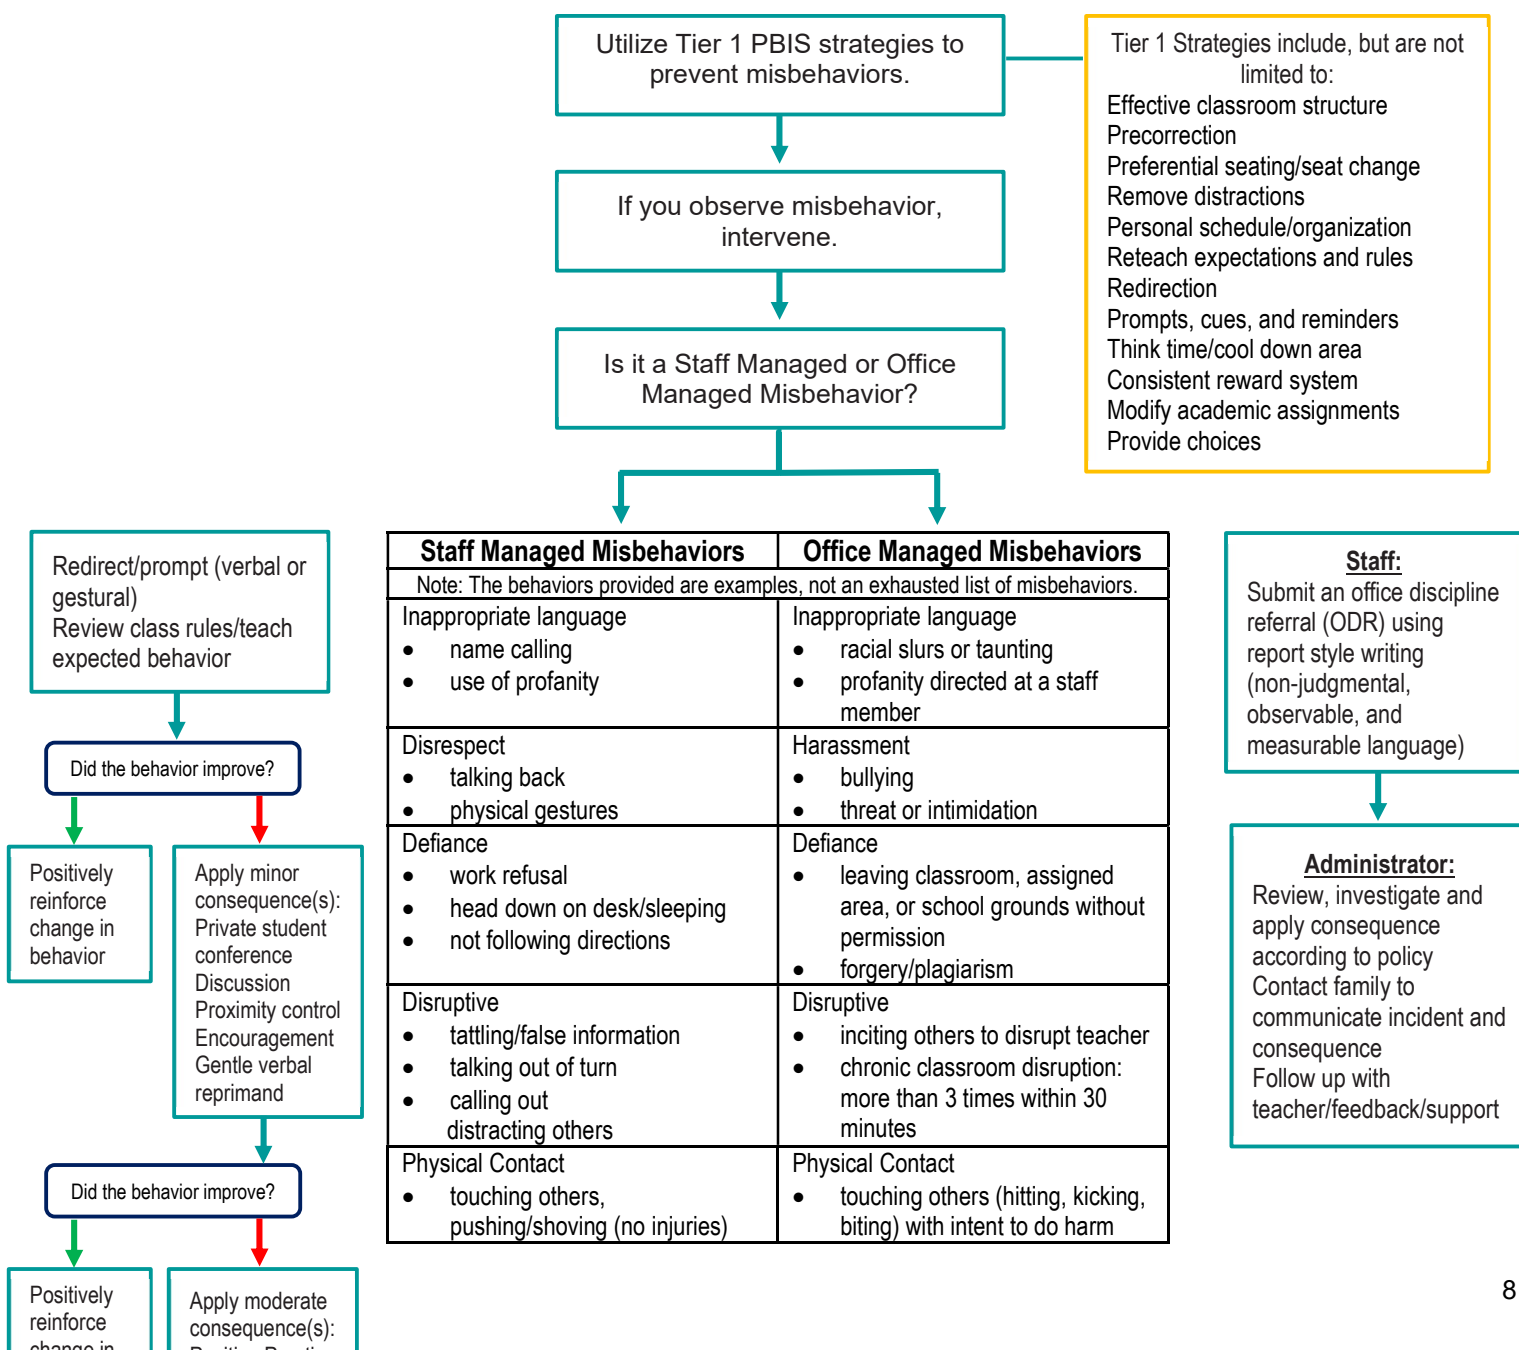 Utilize Tier 1 PBIS strategies to
prevent misbehaviors.
Tier 1 Strategies include, but are not
limited to:
Effective classroom structure
Precorrection
Preferential seating/seat change
Remove distractions
Personal schedule/organization
Reteach expectations and rules
Redirection
Prompts, cues, and reminders
Think time/cool down area
Consistent reward system
Modify academic assignments
Provide choices
If you observe misbehavior,
intervene.
Is it a Staff Managed or Office
Managed Misbehavior?
Redirect/prompt (verbal or
gestural)
Review class rules/teach
expected behavior
Did the behavior improve?
Positively
reinforce
change in
behavior
Apply minor
consequence(s):
Private student
conference
Discussion
Proximity control
Encouragement
Gentle verbal
reprimand
Did the behavior improve?
Positively
reinforce
change in
Apply moderate
consequence(s):
Staff Managed Misbehaviors
Office Managed Misbehaviors
Note: The behaviors provided are examples, not an exhausted list of misbehaviors.
Inappropriate language
• name calling
• use of profanity
Inappropriate language
• racial slurs or taunting
• profanity directed at a staff
member
Disrespect
• talking back
• physical gestures
Harassment
• bullying
• threat or intimidation
Defiance
• work refusal
• head down on desk/sleeping
• not following directions
Defiance
• leaving classroom, assigned
area, or school grounds without
permission
• forgery/plagiarism
Disruptive
• tattling/false information
• talking out of turn
• calling out
distracting others
Disruptive
• inciting others to disrupt teacher
• chronic classroom disruption:
more than 3 times within 30
minutes
Physical Contact
• touching others,
pushing/shoving (no injuries)
Physical Contact
• touching others (hitting, kicking,
biting) with intent to do harm
Staff:
Submit an office discipline
referral (ODR) using
report style writing
(non-judgmental,
observable, and
measurable language)
Administrator:
Review, investigate and
apply consequence
according to policy
Contact family to
communicate incident and
consequence
Follow up with
teacher/feedback/support
8